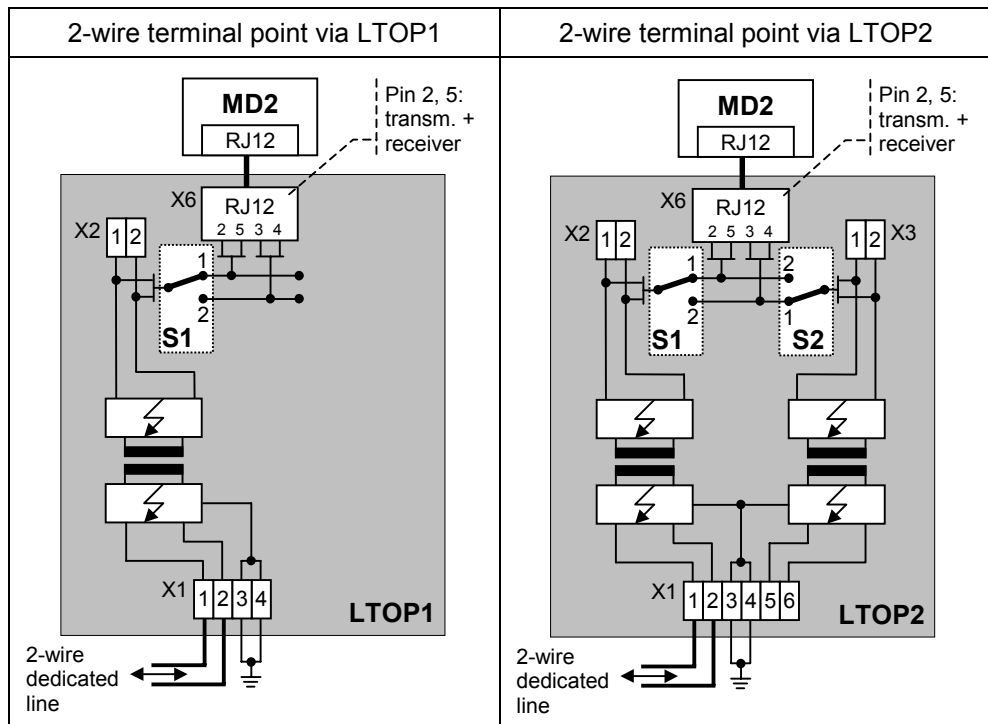 2-wire terminal point via LTOP1
MD2
RJ12
Pin 2, 5:
transm. +
receiver
X6
RJ12
2 5 3 4
X2
1 2
1
2
S1
X1
1 2 3 4
LTOP1
2-wire
dedicated
line
2-wire terminal point via LTOP2
MD2
RJ12
Pin 2, 5:
transm. +
receiver
X6
RJ12
2 5 3 4
X2
1 2
1 2
X3
1
2
S1
2
1
S2
X1
1 2 3 4 5 6
LTOP2
2-wire
dedicated
line